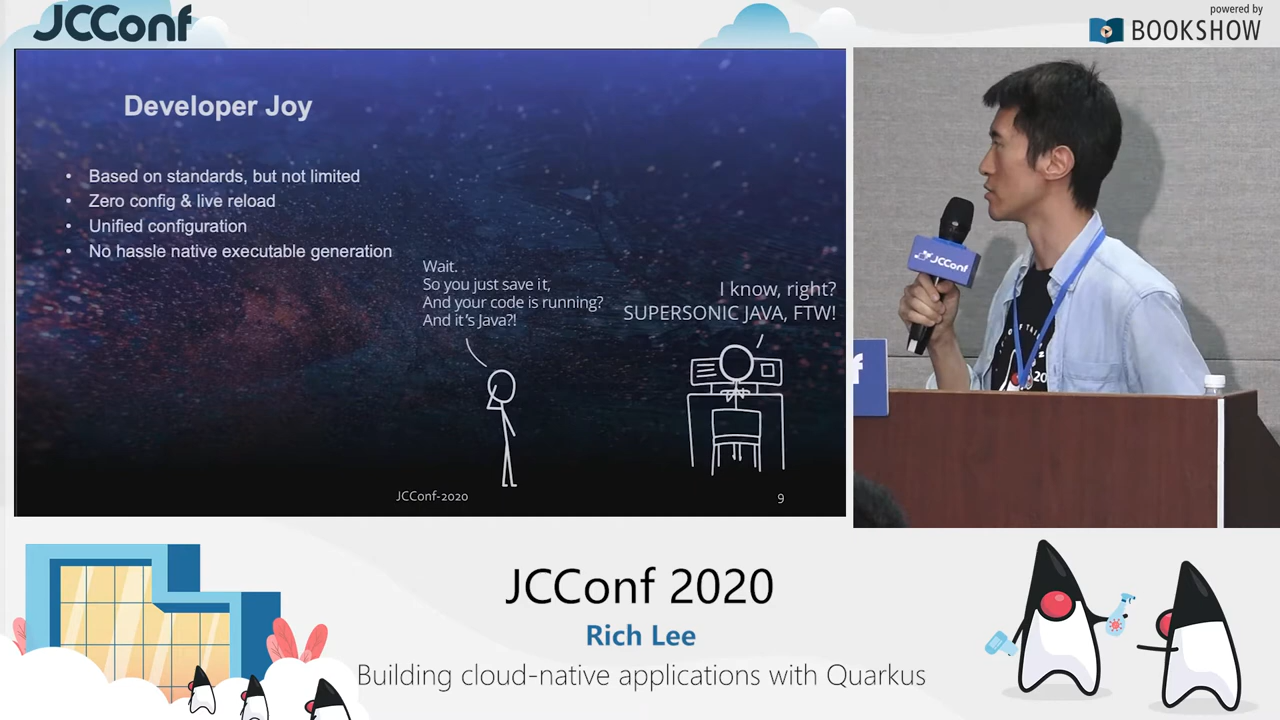 JCConf
powered by
BOOKSHOW
Developer Joy
• Based on standards, but not limited
• Zero config & live reload
• Unified configuration
• No hassle native executable generation
Wait.
So you just save it,
And your code is running?
And it's Java?!
I know, right?
SUPERSONIC JAVA, FTW!
JCConf-2020
9
JCConf
f
20
JCConf 2020
Rich Lee
Building cloud-native applications with Quarkus